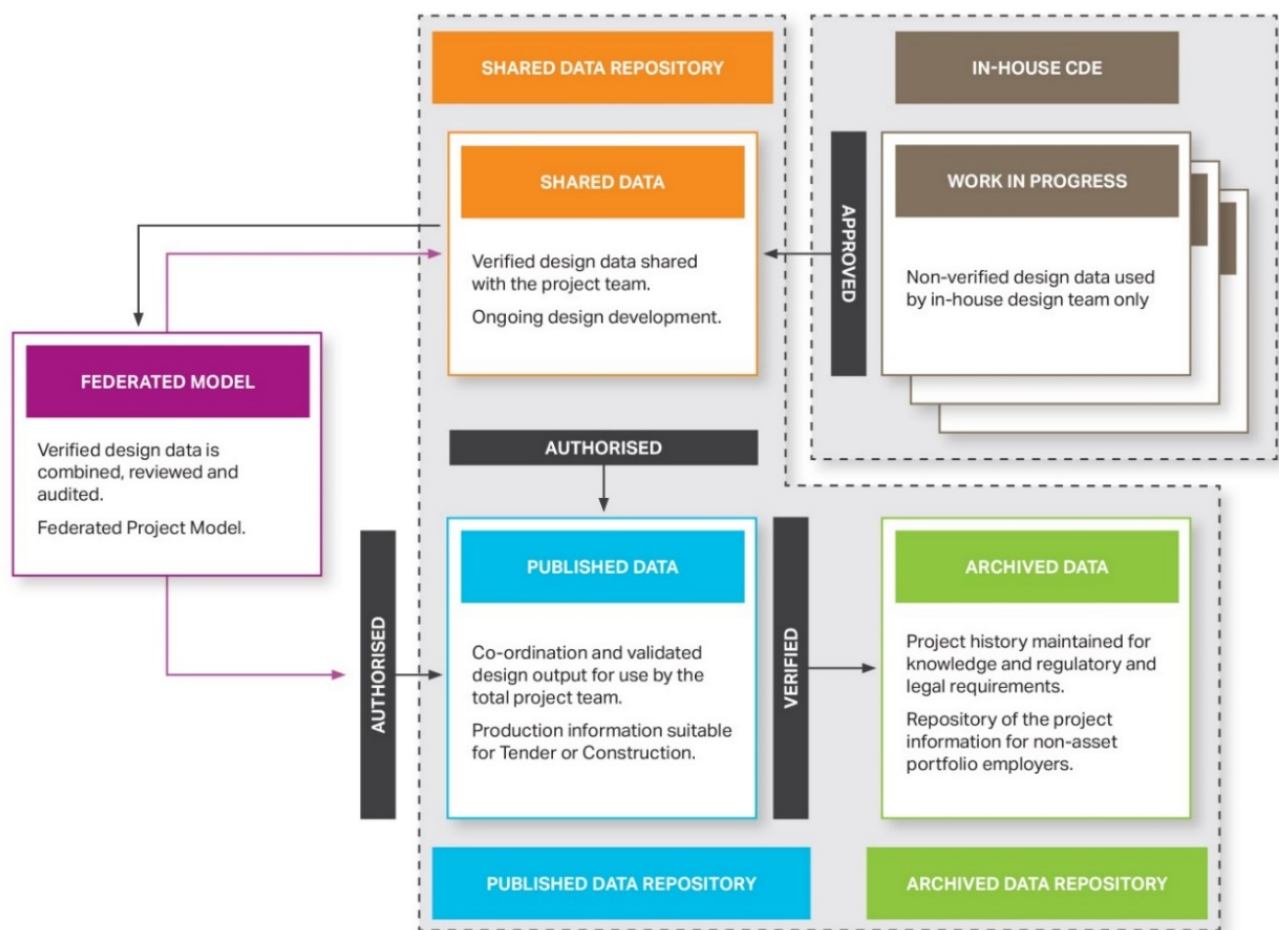 SHARED DATA REPOSITORY
IN-HOUSE CDE
SHARED DATA
Verified design data shared
with the project team.
Ongoing design development.
APPROVED
WORK IN PROGRESS
Non-verified design data used
by in-house design team only
FEDERATED MODEL
Verified design data is
combined, reviewed and
audited.
Federated Project Model.
AUTHORISED
AUTHORISED
PUBLISHED DATA
Co-ordination and validated
design output for use by the
total project team.
Production information suitable
for Tender or Construction.
VERIFIED
ARCHIVED DATA
Project history maintained for
knowledge and regulatory and
legal requirements.
Repository of the project
information for non-asset
portfolio employers.
PUBLISHED DATA REPOSITORY
ARCHIVED DATA REPOSITORY